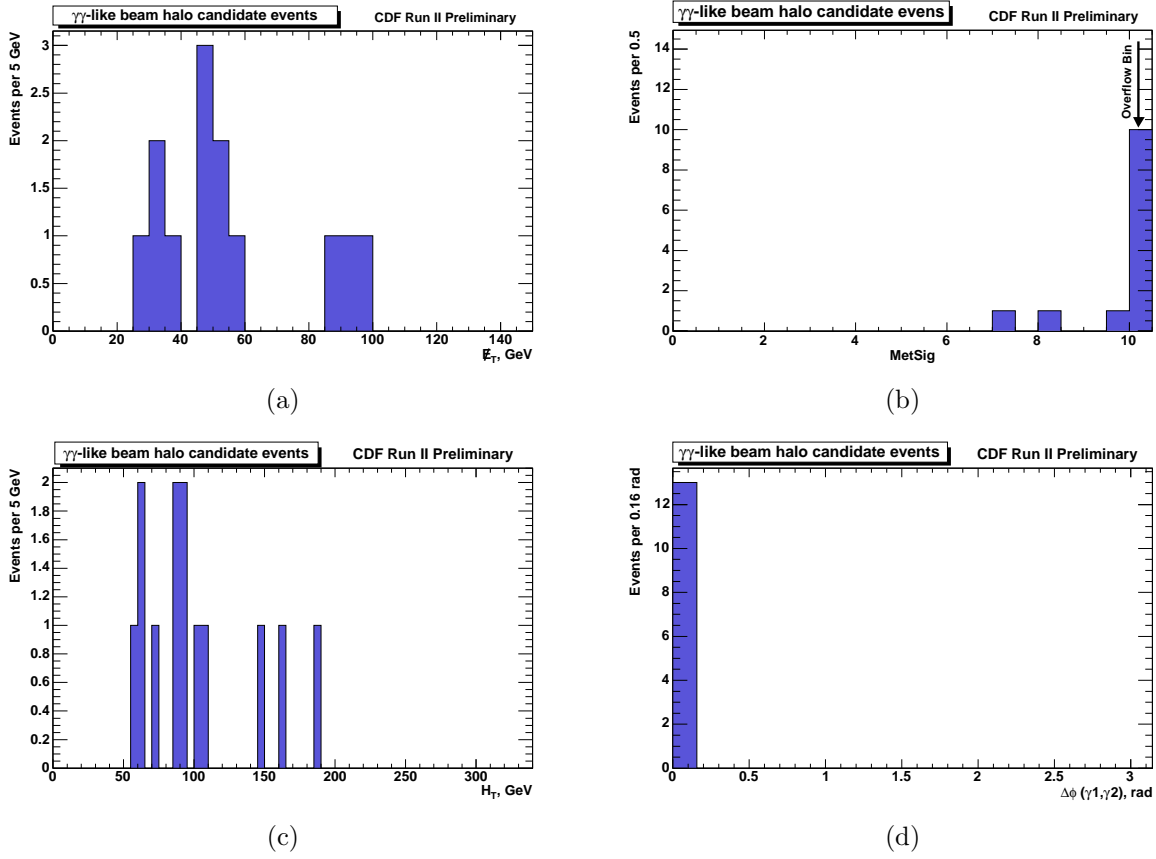 γγ-like beam halo candidate events
CDF Run II Preliminary
Events per 5 GeV
3
2.5
2
1.5
1
0.5
0
0 20 40 60 80 100 120 140
E̸_T, GeV
(a)
γγ-like beam halo candidate evens
CDF Run II Preliminary
Events per 0.5
14
12
10
8
6
4
2
0
Overflow Bin
0 2 4 6 8 10
MetSig
(b)
γγ-like beam halo candidate events
CDF Run II Preliminary
Events per 5 GeV
2
1.8
1.6
1.4
1.2
1
0.8
0.6
0.4
0.2
0
0 50 100 150 200 250 300
H_T, GeV
(c)
γγ-like beam halo candidate events
CDF Run II Preliminary
Events per 0.16 rad
12
10
8
6
4
2
0
0 0.5 1 1.5 2 2.5 3
Δϕ (γ1,γ2), rad
(d)